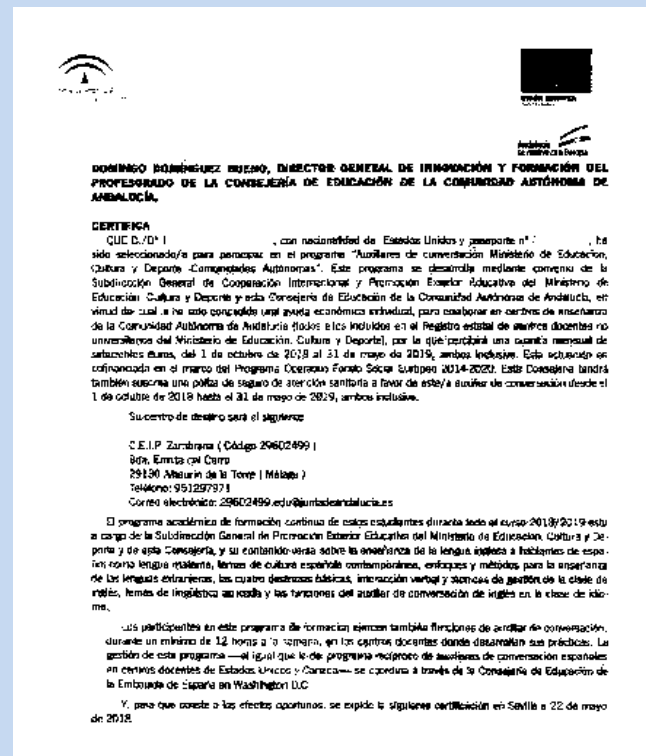 DOMINGO DOMÍNGUEZ BUENO, DIRECTOR GENERAL DE INNOVACIÓN Y FORMACIÓN DEL
PROFESORADO DE LA CONSEJERÍA DE EDUCACIÓN DE LA COMUNIDAD AUTÓNOMA DE
ANDALUCÍA,
CERTIFICA
QUE D./Dª , con nacionalidad de Estados Unidos y pasaporte nº , ha
sido seleccionado/a para participar en el programa "Auxiliares de conversación Ministerio de Educación,
Cultura y Deporte -Comunidades Autónomas". Este programa se desarrolla mediante convenio de la
Subdirección General de Cooperación Internacional y Promoción Exterior Educativa del Ministerio de
Educación Cultura y Deporte y esta Consejería de Educación de la Comunidad Autónoma de Andalucía, en
virtud del cual le ha sido concedida una ayuda económica individual, para colaborar en centros de enseñanza
de la Comunidad Autónoma de Andalucía (todos ellos incluidos en el Registro estatal de centros docentes no
universitarios del Ministerio de Educación, Cultura y Deporte), por la que percibirá una cuantía mensual de
setecientos euros, del 1 de octubre de 2018 al 31 de mayo de 2019, ambos inclusive. Esta actuación es
cofinanciada en el marco del Programa Operativo Fondo Social Europeo 2014-2020. Esta Consejería tendrá
también suscrita una póliza de seguro de atención sanitaria a favor de este/a auxiliar de conversación desde el
1 de octubre de 2018 hasta el 31 de mayo de 2019, ambos inclusive.
Su centro de destino será el siguiente
C.E.I.P. Zambrana ( Código 29602499 )
Bda. Ermita del Cerro
29130 Alhaurín de la Torre ( Málaga )
Teléfono: 951297971
Correo electrónico: 29602499.edu@juntadeandalucia.es
El programa académico de formación continua de estos estudiantes durante todo el curso 2018/2019 está
a cargo de la Subdirección General de Promoción Exterior Educativa del Ministerio de Educación, Cultura y De-
porte y de esta Consejería, y su contenido versa sobre la enseñanza de la lengua inglesa a hablantes de espa-
ñol como lengua materna, temas de cultura española contemporánea, enfoques y métodos para la enseñanza
de las lenguas extranjeras, las cuatro destrezas básicas, interacción verbal y técnicas de gestión de la clase de
inglés, temas de lingüística aplicada y las funciones del auxiliar de conversación de inglés en la clase de idio-
ma.
Los participantes en este programa de formación ejercen también funciones de auxiliar de conversación,
durante un mínimo de 12 horas a la semana, en los centros docentes donde desarrollan sus prácticas. La
gestión de este programa —al igual que la del programa recíproco de auxiliares de conversación españoles
en centros docentes de Estados Unidos y Canadá— se coordina a través de la Consejería de Educación de
la Embajada de España en Washington D.C
Y, para que conste a los efectos oportunos, se expide la siguiente certificación en Sevilla a 22 de mayo
de 2018.